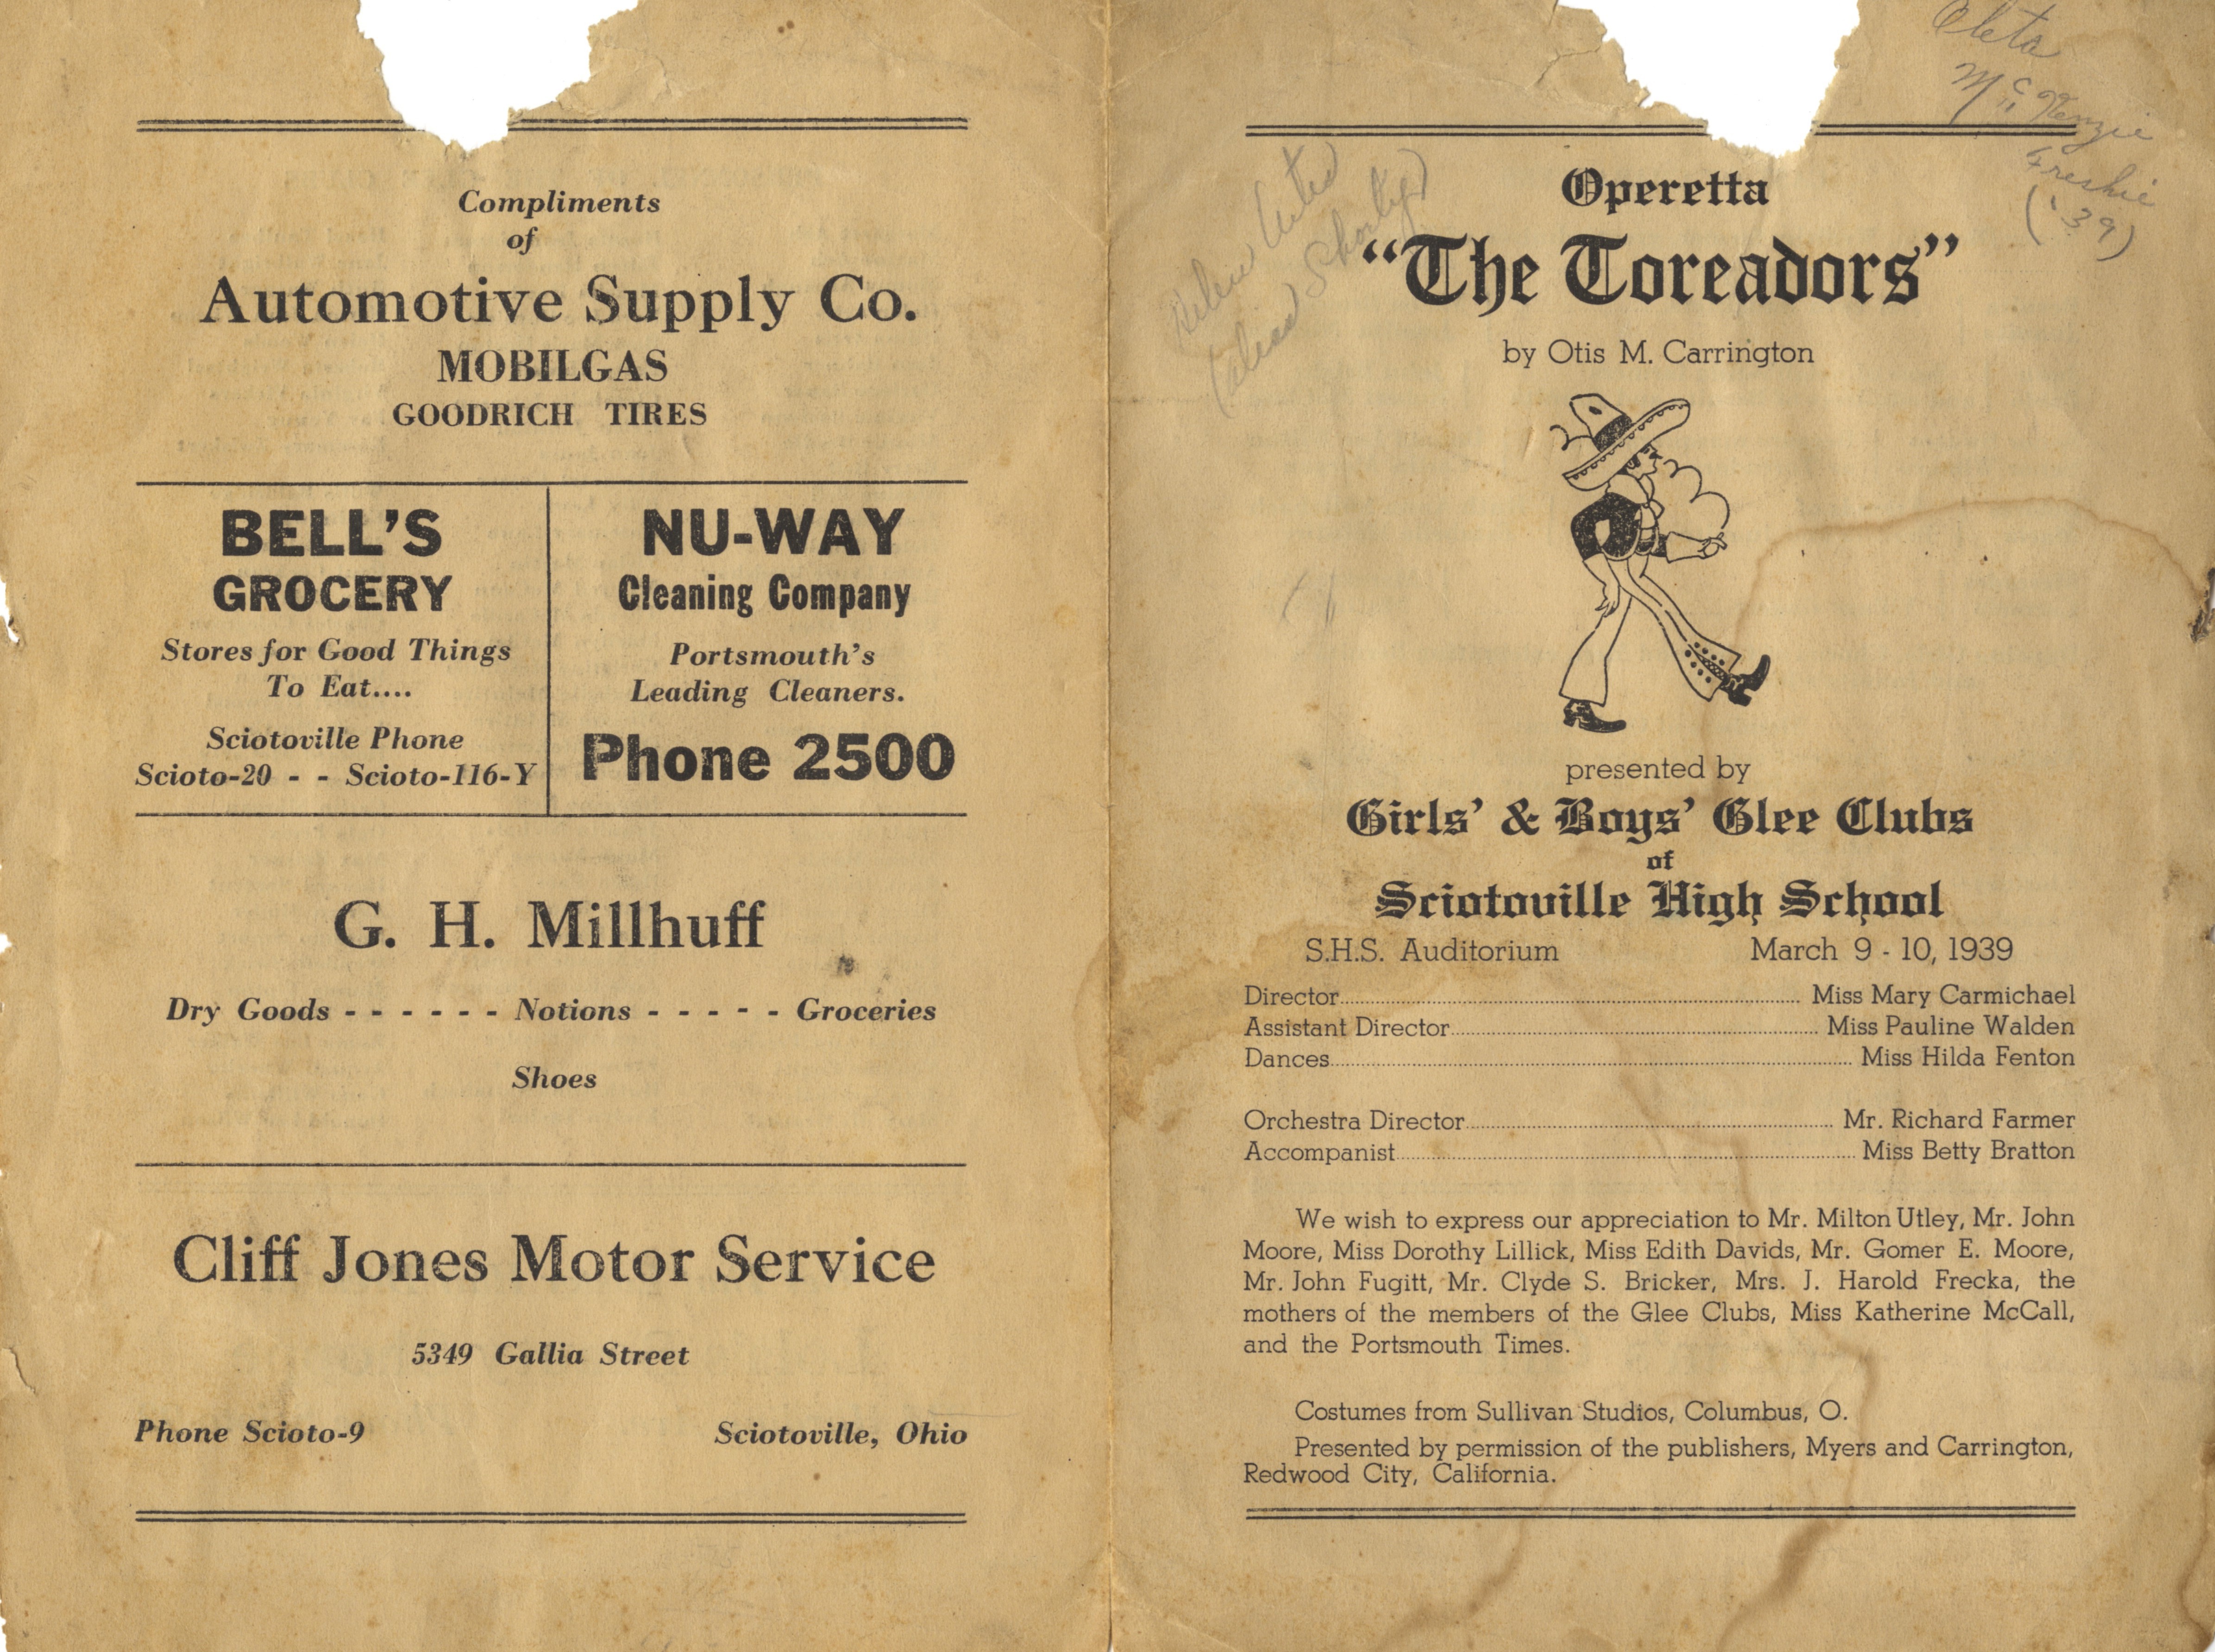 Compliments
of
Automotive Supply Co.
MOBILGAS
GOODRICH TIRES
BELL'S
GROCERY
Stores for Good Things
To Eat....
Sciotoville Phone
Scioto-20 - - Scioto-116-Y
NU-WAY
Cleaning Company
Portsmouth's
Leading Cleaners.
Phone 2500
G. H. Millhuff
Dry Goods - - - - - - Notions - - - - - Groceries
Shoes
Cliff Jones Motor Service
5349 Gallia Street
Phone Scioto-9 Sciotoville, Ohio
Cleta
McKenzie
Freshie
('39)
Helen
(alias Shorty)
Operetta
“The Toreadors”
by Otis M. Carrington
presented by
Girls' & Boys' Glee Clubs
of
Sciotoville High School
S.H.S. Auditorium March 9 - 10, 1939
Director Miss Mary Carmichael
Assistant Director Miss Pauline Walden
Dances Miss Hilda Fenton
Orchestra Director Mr. Richard Farmer
Accompanist Miss Betty Bratton
We wish to express our appreciation to Mr. Milton Utley, Mr. John
Moore, Miss Dorothy Lillick, Miss Edith Davids, Mr. Gomer E. Moore,
Mr. John Fugitt, Mr. Clyde S. Bricker, Mrs. J. Harold Frecka, the
mothers of the members of the Glee Clubs, Miss Katherine McCall,
and the Portsmouth Times.
Costumes from Sullivan Studios, Columbus, O.
Presented by permission of the publishers, Myers and Carrington,
Redwood City, California.